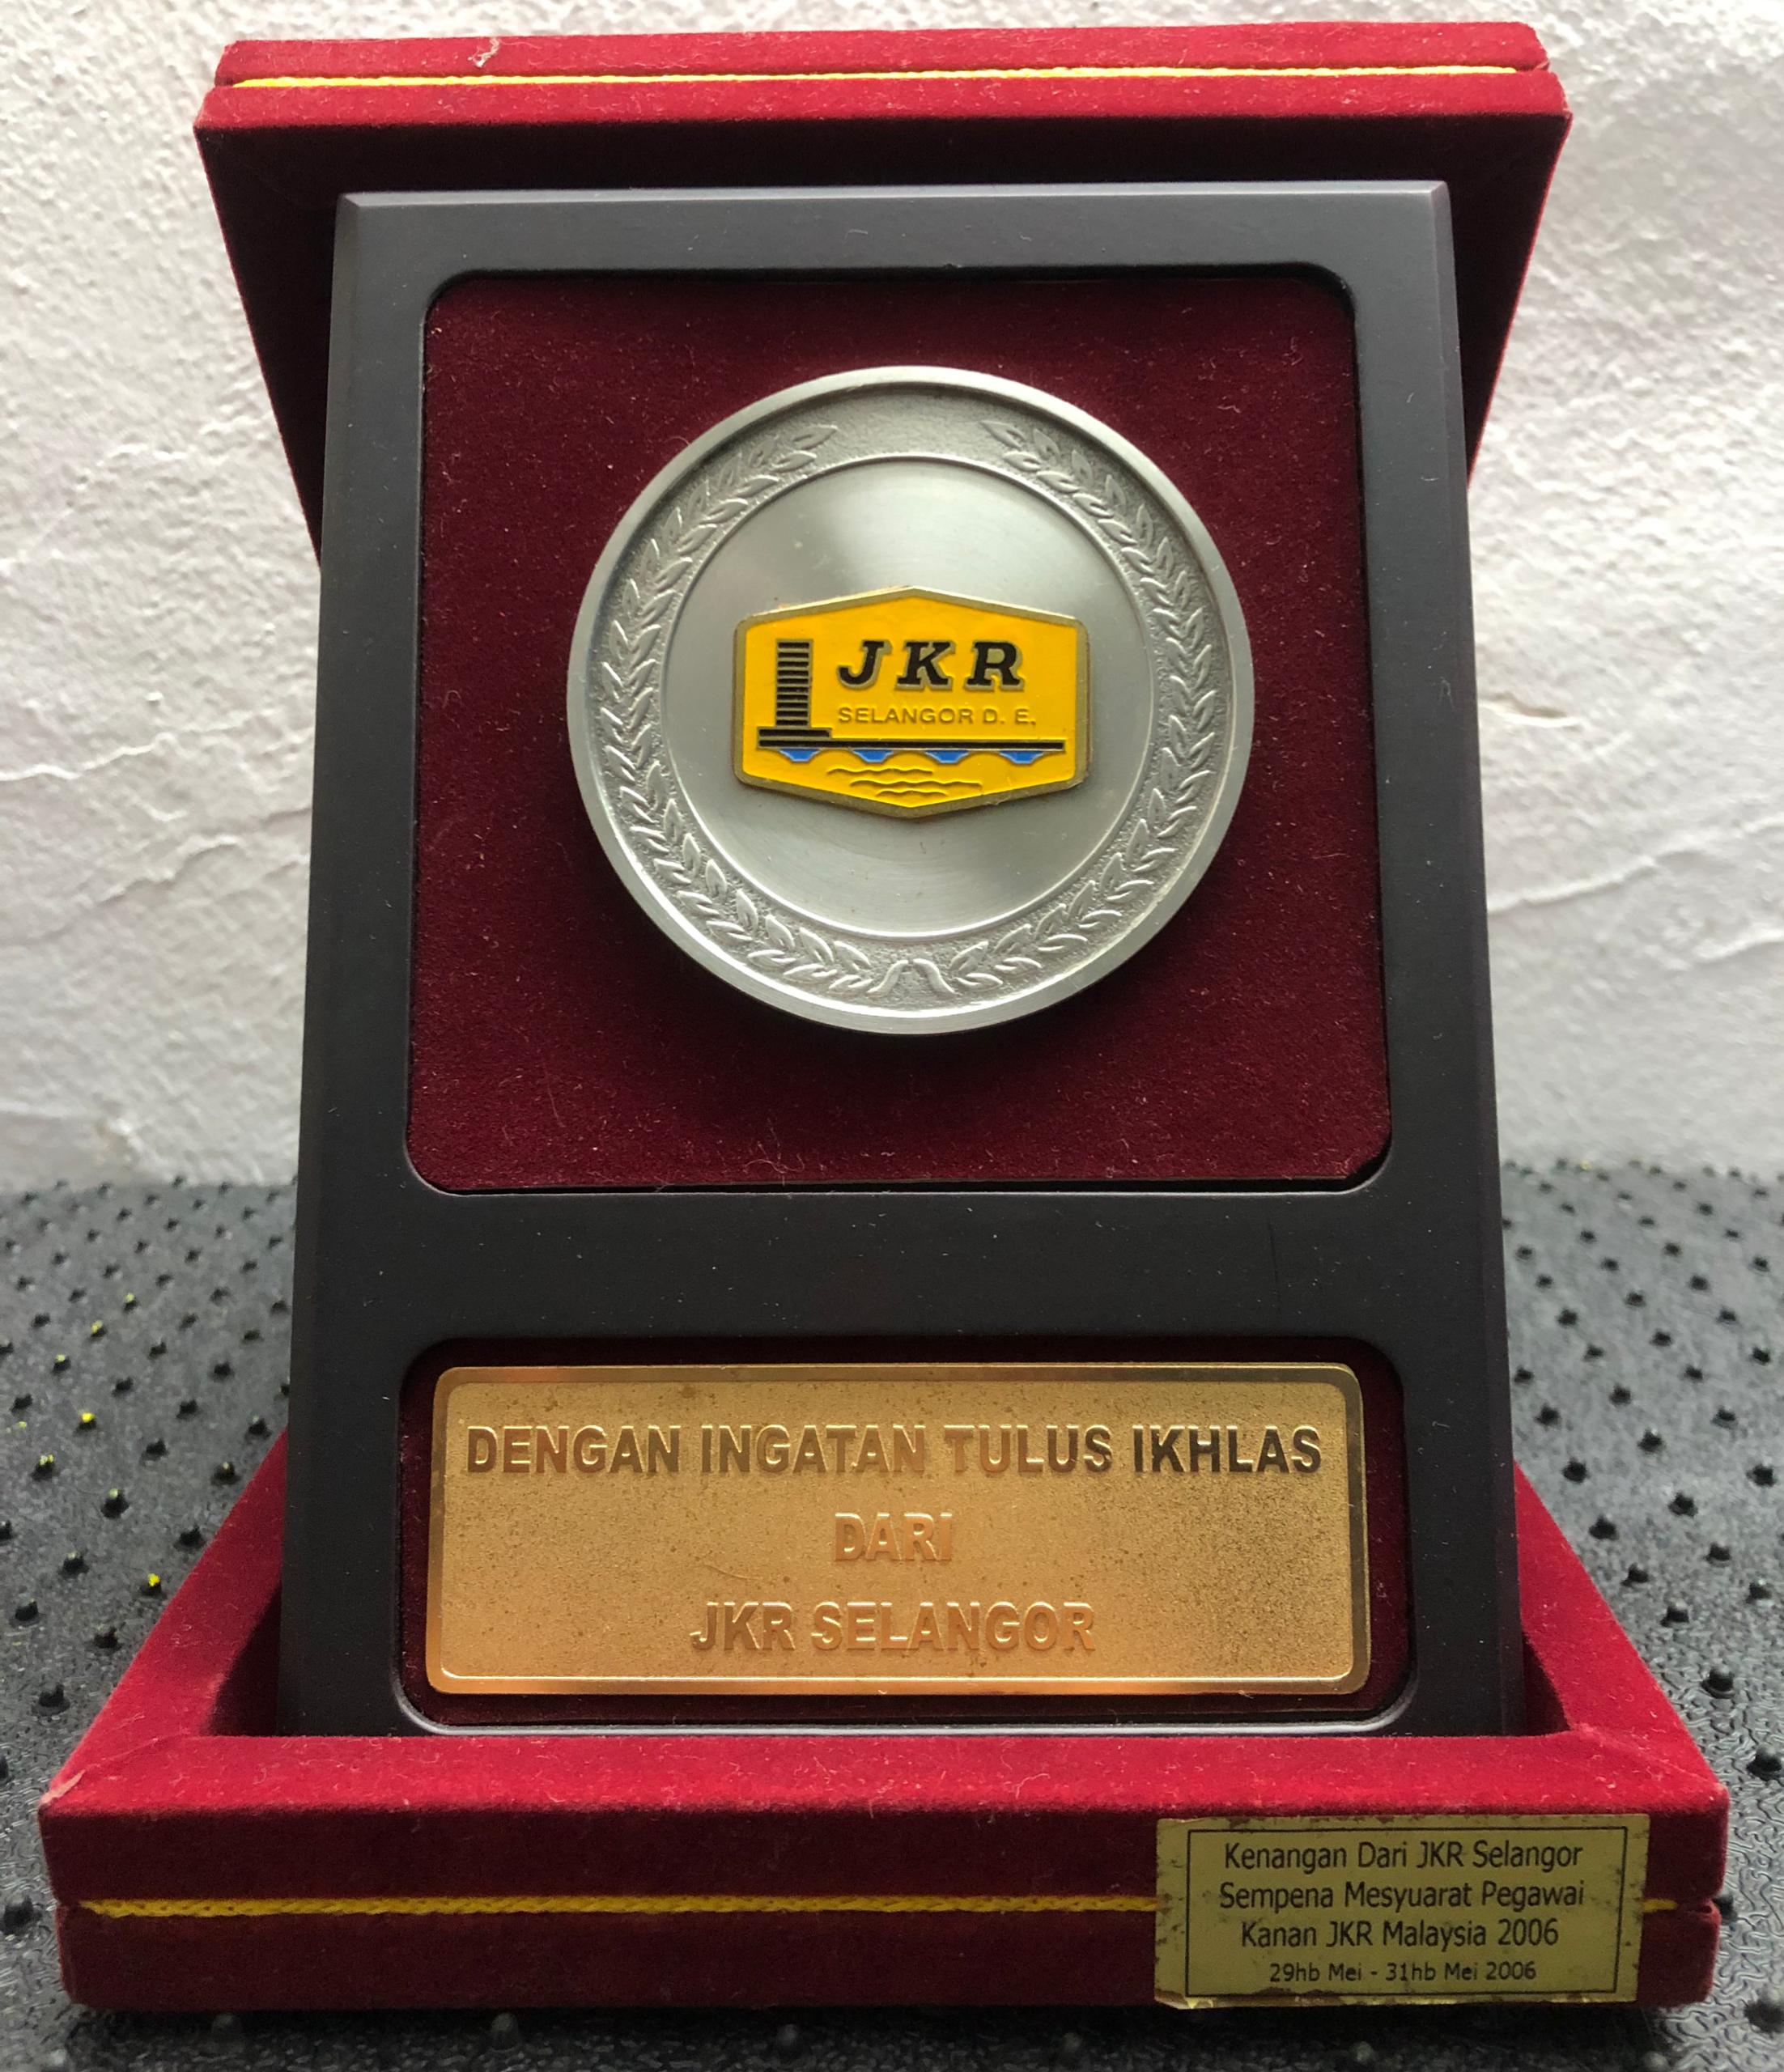 JKR
SELANGOR D. E.
DENGAN INGATAN TULUS IKHLAS
DARI
JKR SELANGOR
Kenangan Dari JKR Selangor
Sempena Mesyuarat Pegawai
Kanan JKR Malaysia 2006
29hb Mei - 31hb Mei 2006